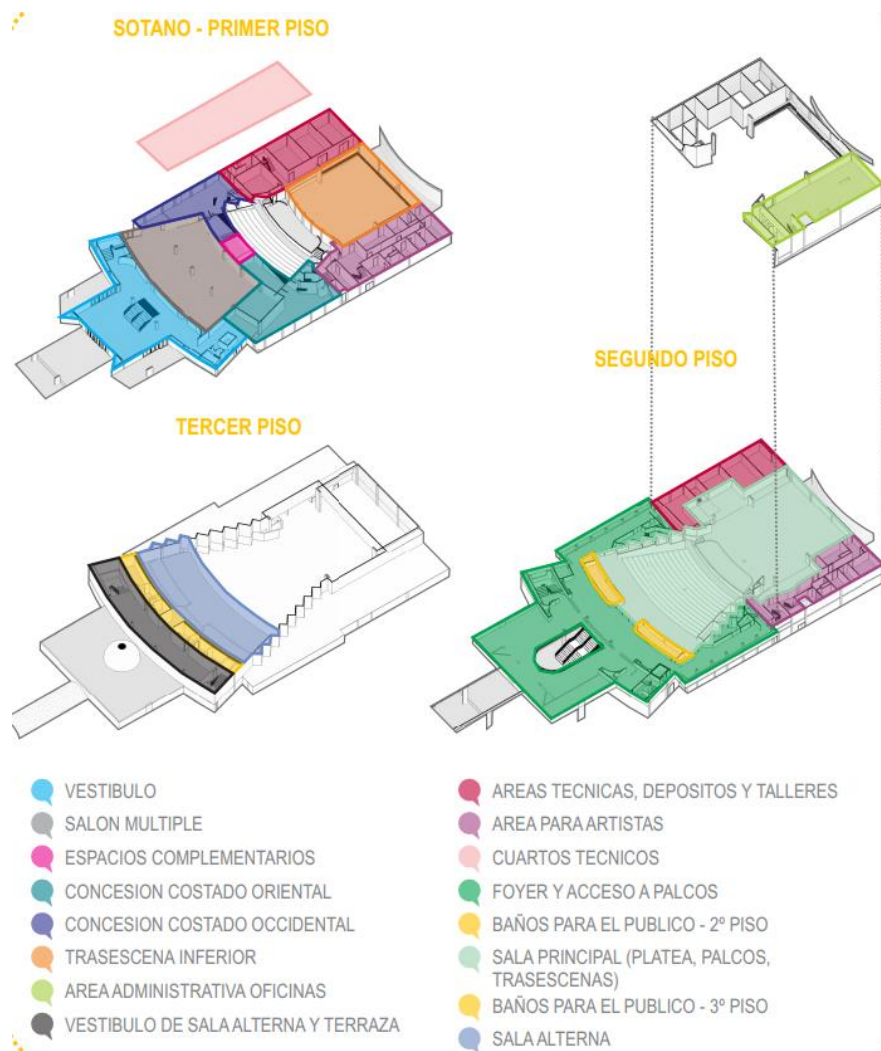 SOTANO - PRIMER PISO
SEGUNDO PISO
TERCER PISO
VESTIBULO
SALON MULTIPLE
ESPACIOS COMPLEMENTARIOS
CONCESION COSTADO ORIENTAL
CONCESION COSTADO OCCIDENTAL
TRASESCENA INFERIOR
AREA ADMINISTRATIVA OFICINAS
VESTIBULO DE SALA ALTERNA Y TERRAZA
AREAS TECNICAS, DEPOSITOS Y TALLERES
AREA PARA ARTISTAS
CUARTOS TECNICOS
FOYER Y ACCESO A PALCOS
BAÑOS PARA EL PUBLICO - 2º PISO
SALA PRINCIPAL (PLATEA, PALCOS,
TRASESCENAS)
BAÑOS PARA EL PUBLICO - 3º PISO
SALA ALTERNA